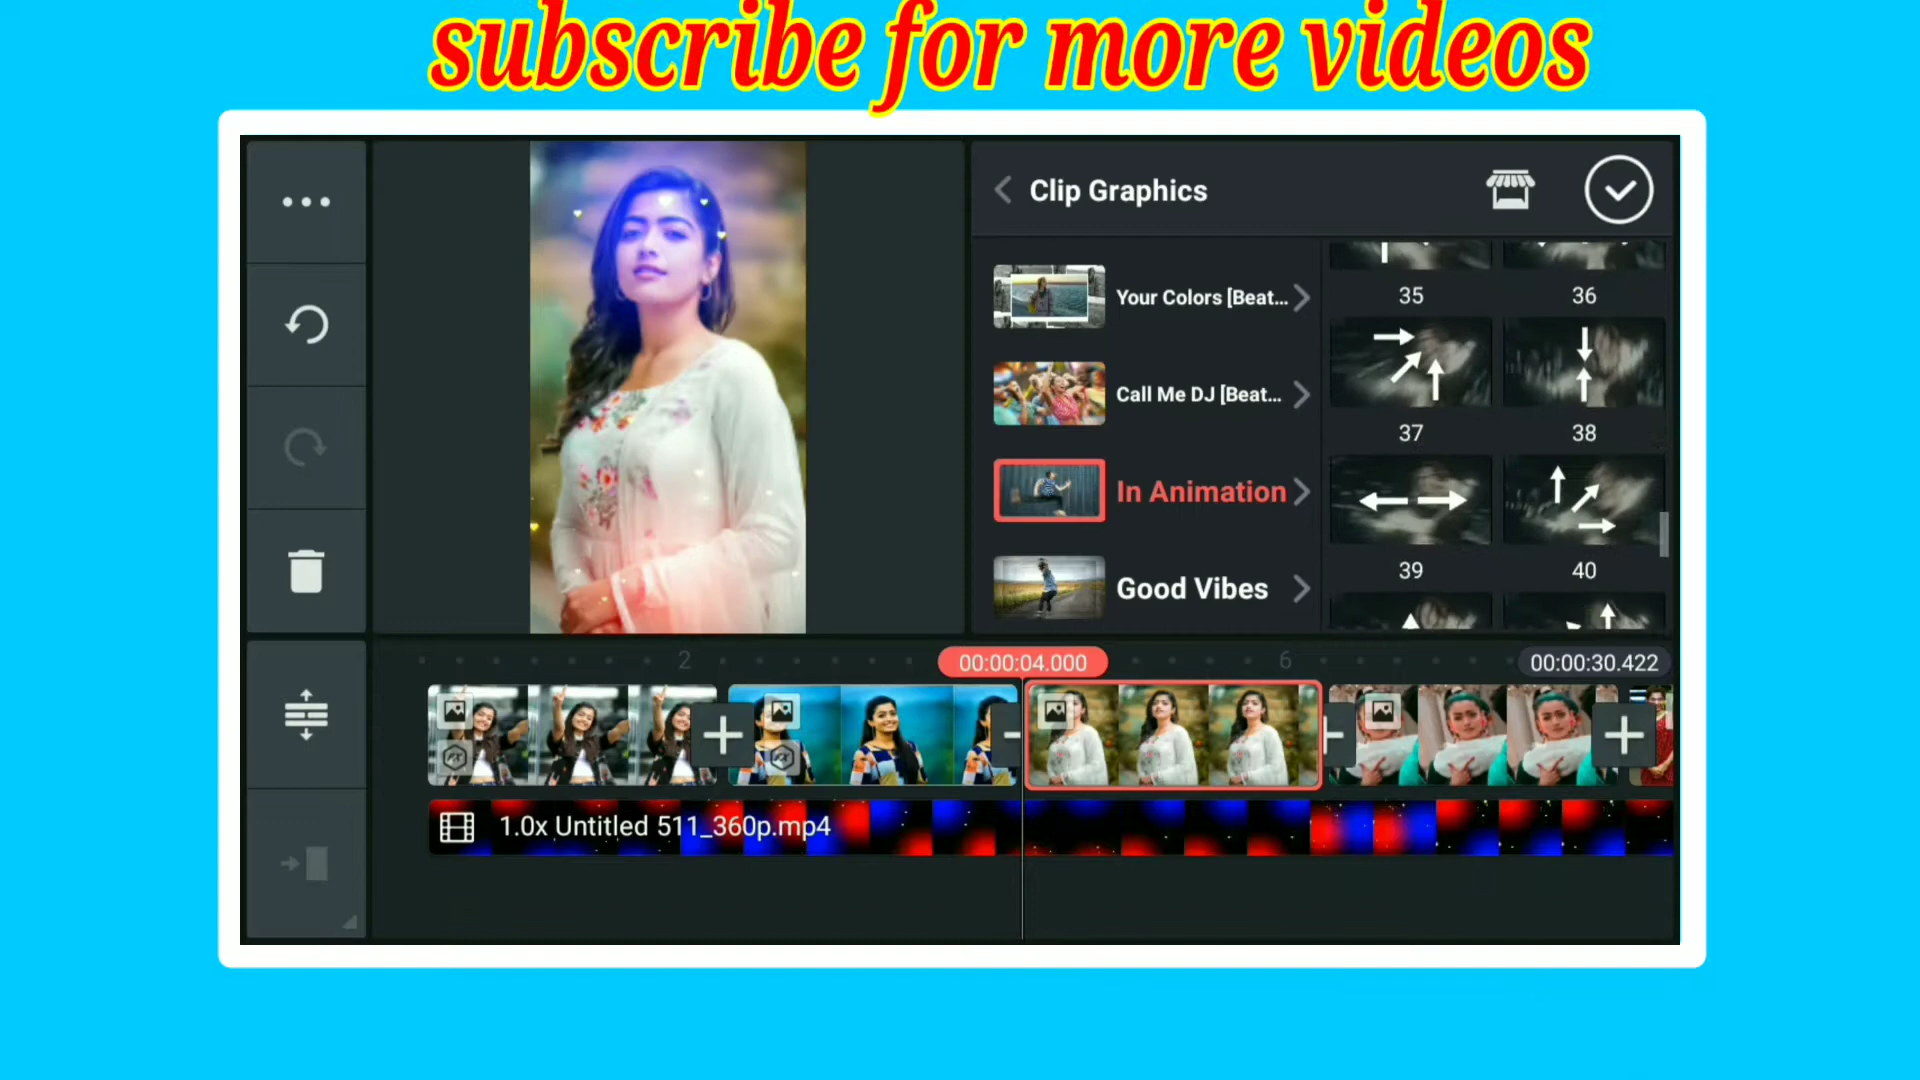 subscribe for more videos
Clip Graphics
Your Colors [Beat...
Call Me DJ [Beat...
In Animation
Good Vibes
35
36
37
38
39
40
2
00:00:04.000
6
00:00:30.422
1.0x Untitled 511_360p.mp4